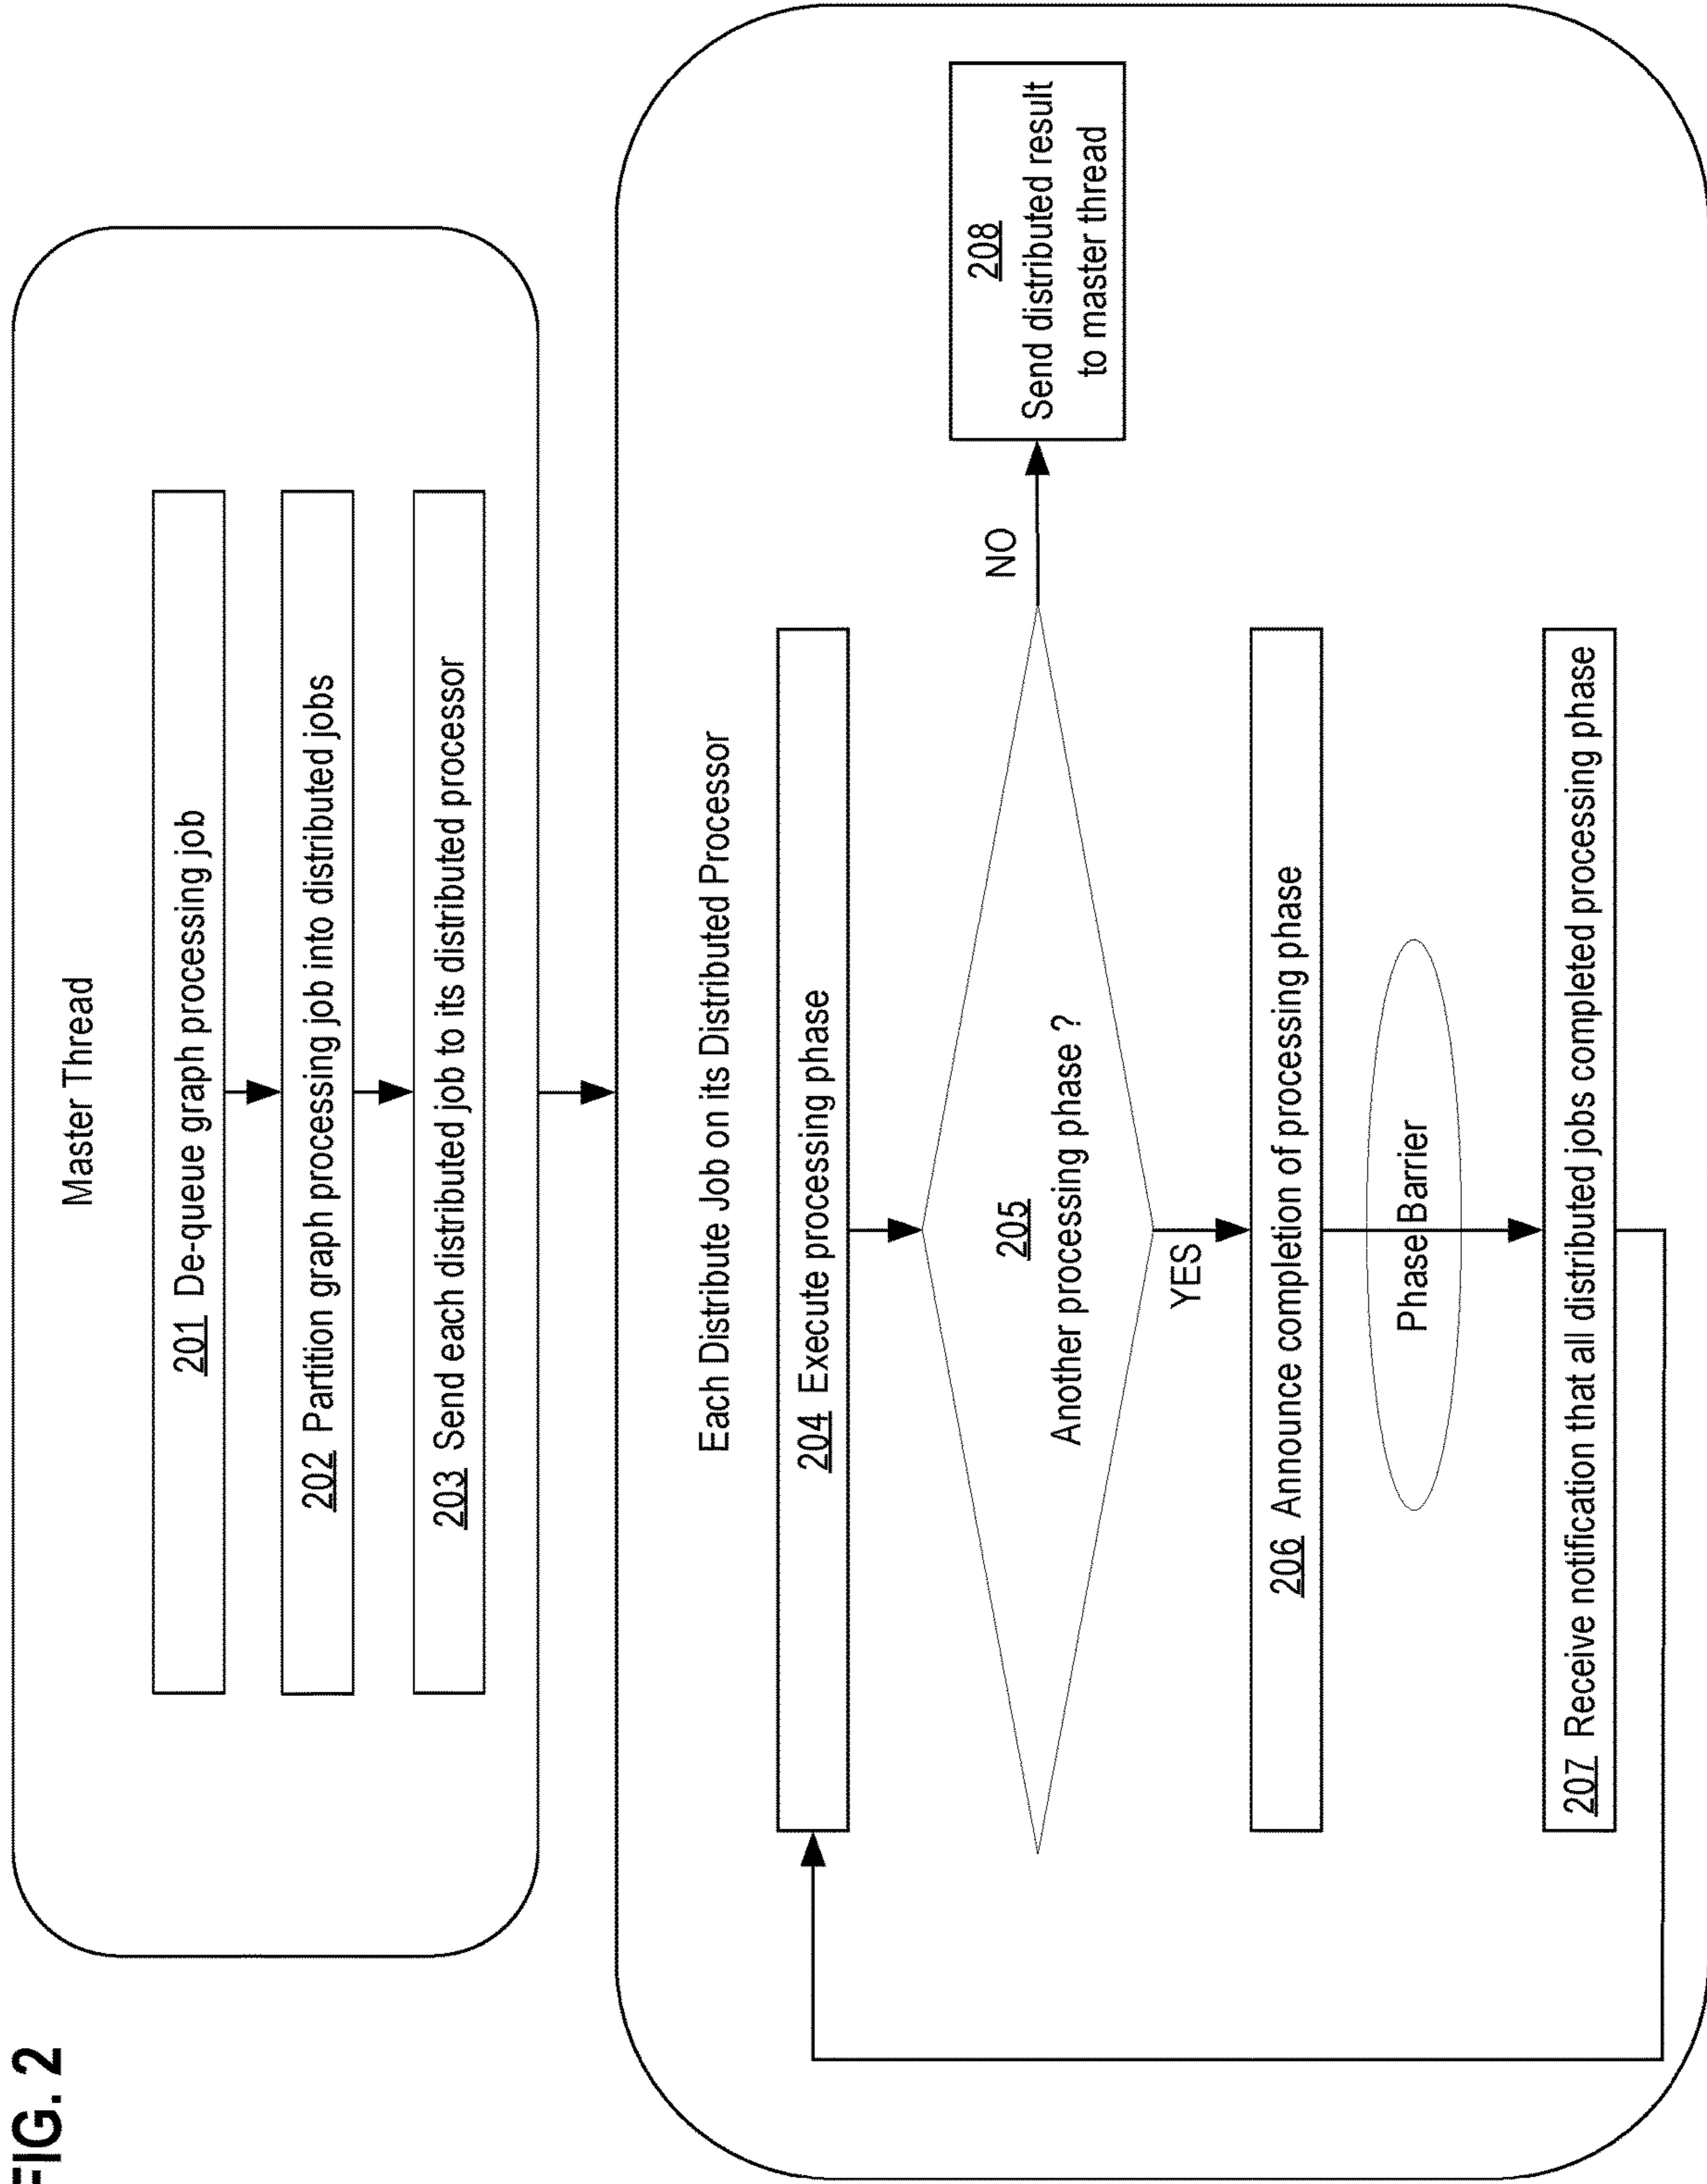 FIG. 2
Master Thread
201 De-queue graph processing job
202 Partition graph processing job into distributed jobs
203 Send each distributed job to its distributed processor
Each Distribute Job on its Distributed Processor
204 Execute processing phase
205
Another processing phase ?
NO
208
Send distributed result
to master thread
YES
206 Announce completion of processing phase
Phase Barrier
207 Receive notification that all distributed jobs completed processing phase